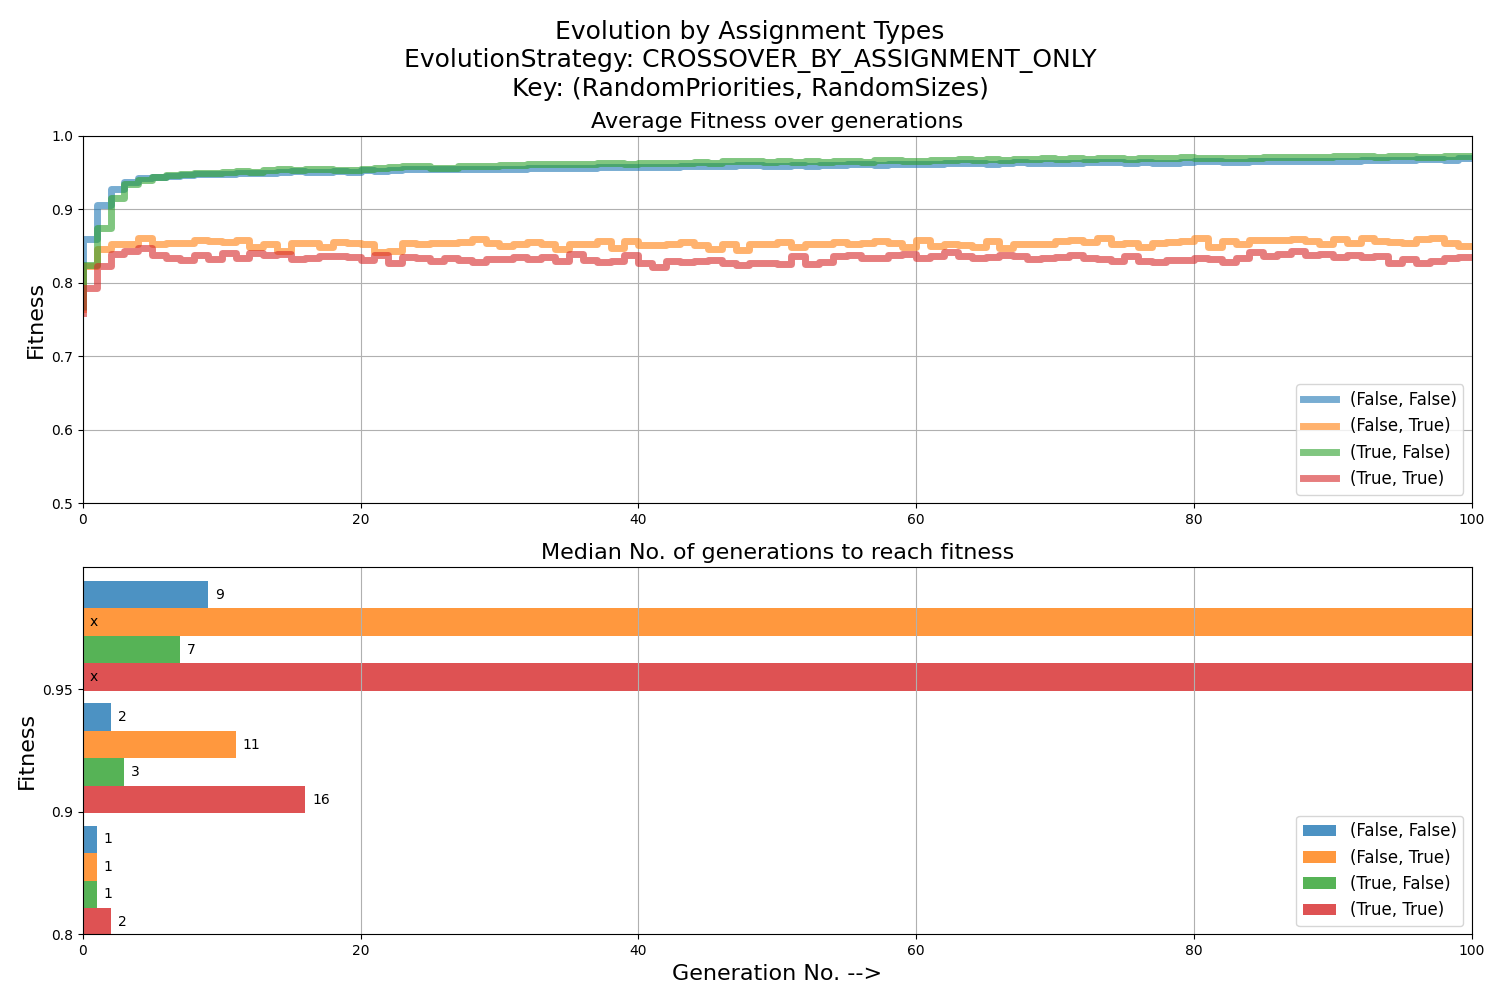 Evolution by Assignment Types
EvolutionStrategy: CROSSOVER_BY_ASSIGNMENT_ONLY
Key: (RandomPriorities, RandomSizes)
Average Fitness over generations
1.0
0.9
0.8
0.7
0.6
0.5
Fitness
0
20
40
60
80
100
(False, False)
(False, True)
(True, False)
(True, True)
Median No. of generations to reach fitness
9
x
7
x
0.95
2
11
3
16
0.9
1
1
1
2
0.8
Fitness
0
20
40
60
80
100
Generation No. -->
(False, False)
(False, True)
(True, False)
(True, True)